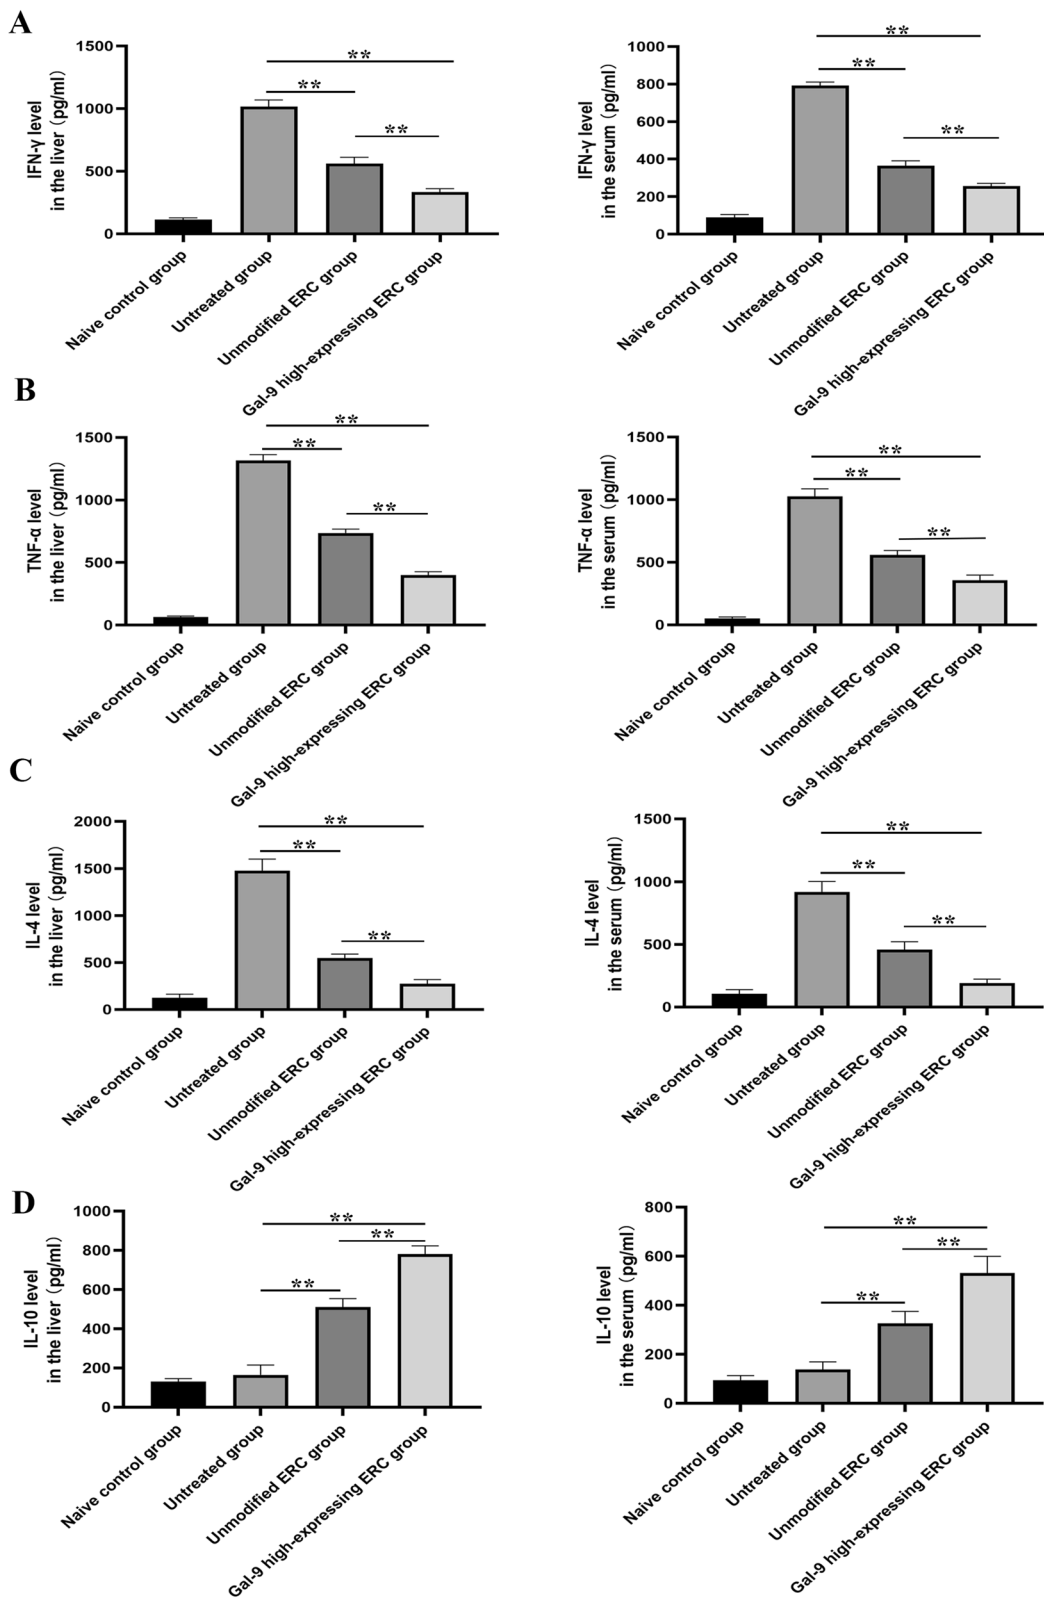 A
IFN-γ level
in the liver (pg/ml)
1500
1000
500
0
**
**
**
Naive control group
Untreated group
Unmodified ERC group
Gal-9 high-expressing ERC group
IFN-γ level
in the serum (pg/ml)
1000
800
600
400
200
0
**
**
**
Naive control group
Untreated group
Unmodified ERC group
Gal-9 high-expressing ERC group
B
TNF-α level
in the liver (pg/ml)
1500
1000
500
0
**
**
**
Naive control group
Untreated group
Unmodified ERC group
Gal-9 high-expressing ERC group
TNF-α level
in the serum (pg/ml)
1500
1000
500
0
**
**
**
Naive control group
Untreated group
Unmodified ERC group
Gal-9 high-expressing ERC group
C
IL-4 level
in the liver (pg/ml)
2000
1500
1000
500
0
**
**
**
Naive control group
Untreated group
Unmodified ERC group
Gal-9 high-expressing ERC group
IL-4 level
in the serum (pg/ml)
1500
1000
500
0
**
**
**
Naive control group
Untreated group
Unmodified ERC group
Gal-9 high-expressing ERC group
D
IL-10 level
in the liver (pg/ml)
1000
800
600
400
200
0
**
**
**
Naive control group
Untreated group
Unmodified ERC group
Gal-9 high-expressing ERC group
IL-10 level
in the serum (pg/ml)
800
600
400
200
0
**
**
**
Naive control group
Untreated group
Unmodified ERC group
Gal-9 high-expressing ERC group